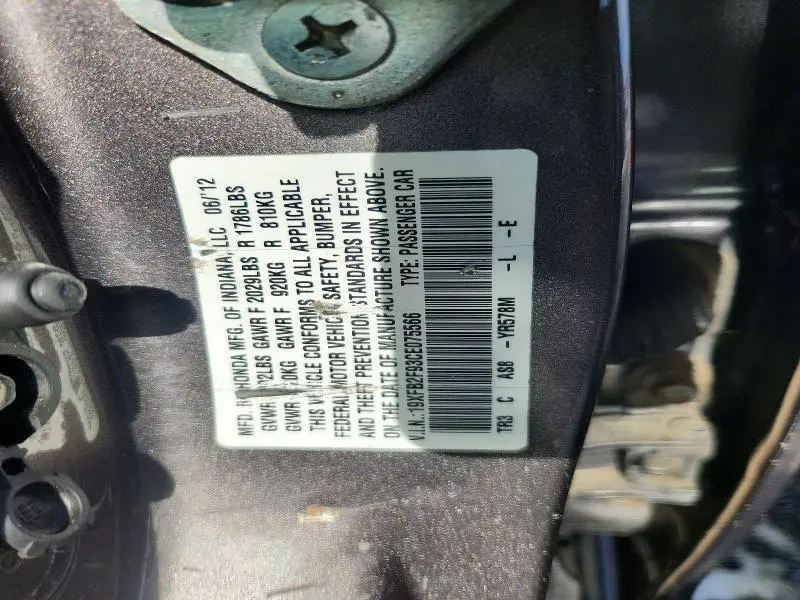 MFD. BY HONDA MFG. OF INDIANA, LLC 06/12
GVWR LBS GAWR F 2029LBS R 1786LBS
GVWR KG GAWR F 920KG R 810KG
THIS VEHICLE CONFORMS TO ALL APPLICABLE
FEDERAL MOTOR VEHICLE SAFETY, BUMPER,
AND THEFT PREVENTION STANDARDS IN EFFECT
ON THE DATE OF MANUFACTURE SHOWN ABOVE.
V.I.N.: 19XFB2F93CE075566 TYPE: PASSENGER CAR
TR3 C A98 -YR578M -L -E